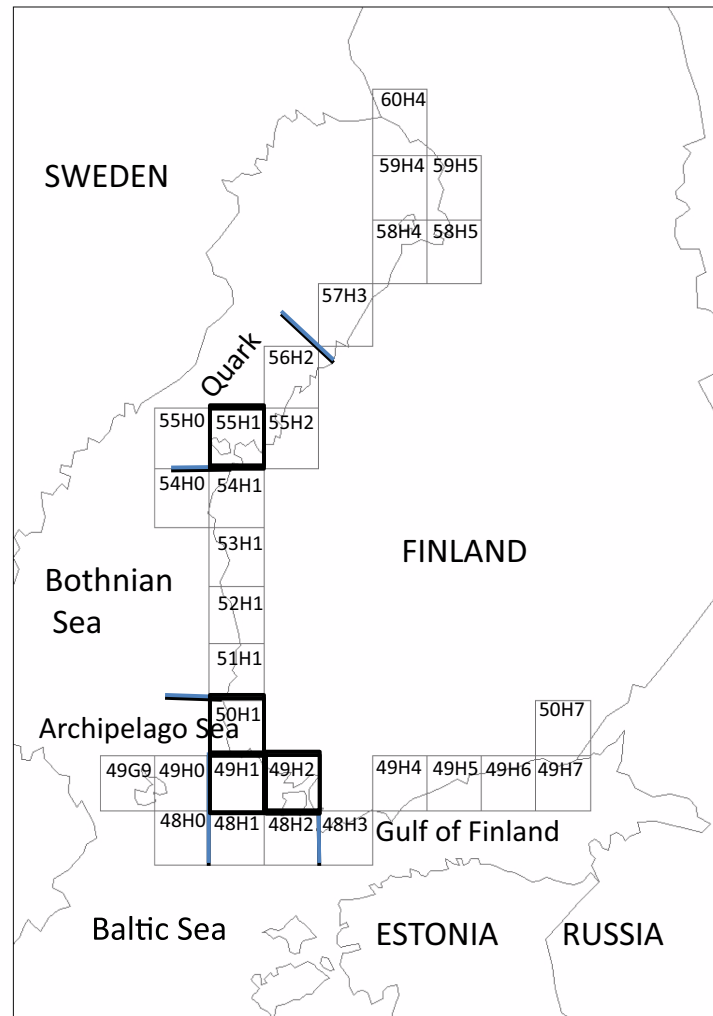 60H4
SWEDEN
59H4 59H5
58H4 58H5
57H3
Quark
56H2
55H0 55H1 55H2
54H0 54H1
53H1
FINLAND
Bothnian
Sea
52H1
51H1
50H1
50H7
Archipelago Sea
49G9 49H0 49H1 49H2 49H4 49H5 49H6 49H7
48H0 48H1 48H2 48H3
Gulf of Finland
Baltic Sea
ESTONIA
RUSSIA